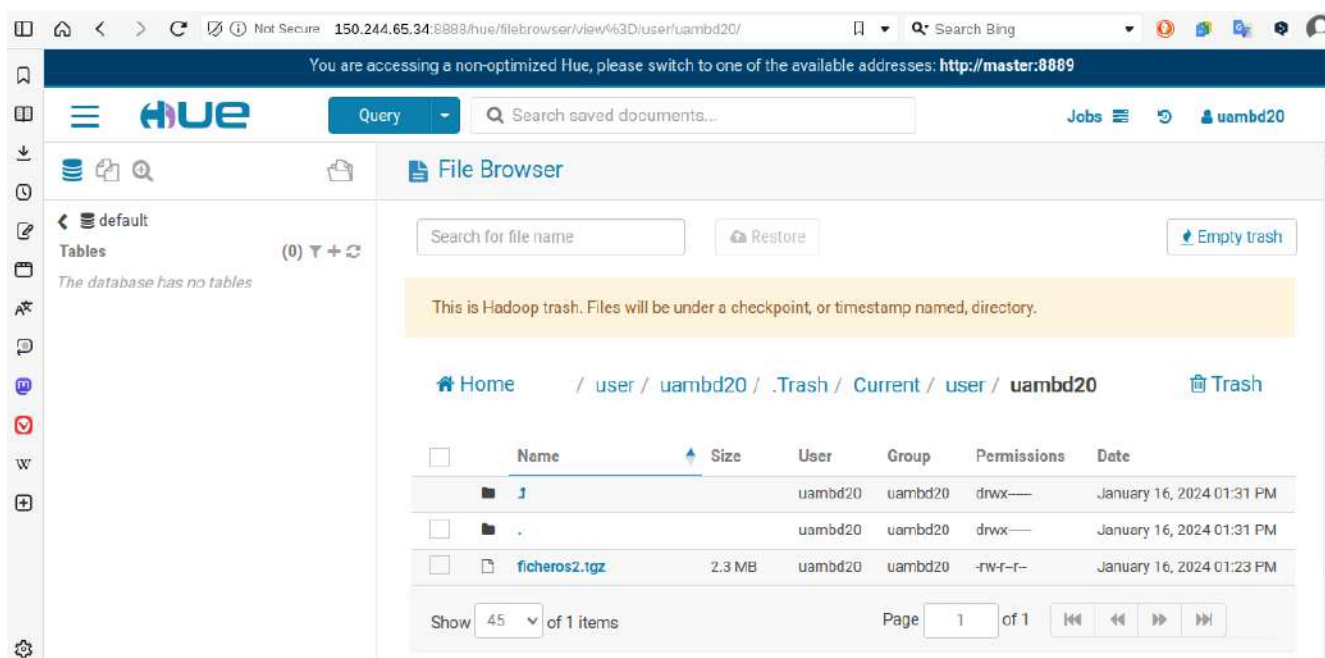 Not Secure 150.244.65.34:8888/hue/filebrowser/view%3D/user/uambd20/ Search Bing
You are accessing a non-optimized Hue, please switch to one of the available addresses: http://master:8889
HUE Query Search saved documents... Jobs uambd20
File Browser
default
Search for file name Restore Empty trash
Tables (0)
The database has no tables
This is Hadoop trash. Files will be under a checkpoint, or timestamp named, directory.
Home / user / uambd20 / .Trash / Current / user / uambd20 Trash
Name Size User Group Permissions Date
uambd20 uambd20 drwx------ January 16, 2024 01:31 PM
. uambd20 uambd20 drwx------ January 16, 2024 01:31 PM
ficheros2.tgz 2.3 MB uambd20 uambd20 -rw-r--r-- January 16, 2024 01:23 PM
Show 45 of 1 items Page 1 of 1
W